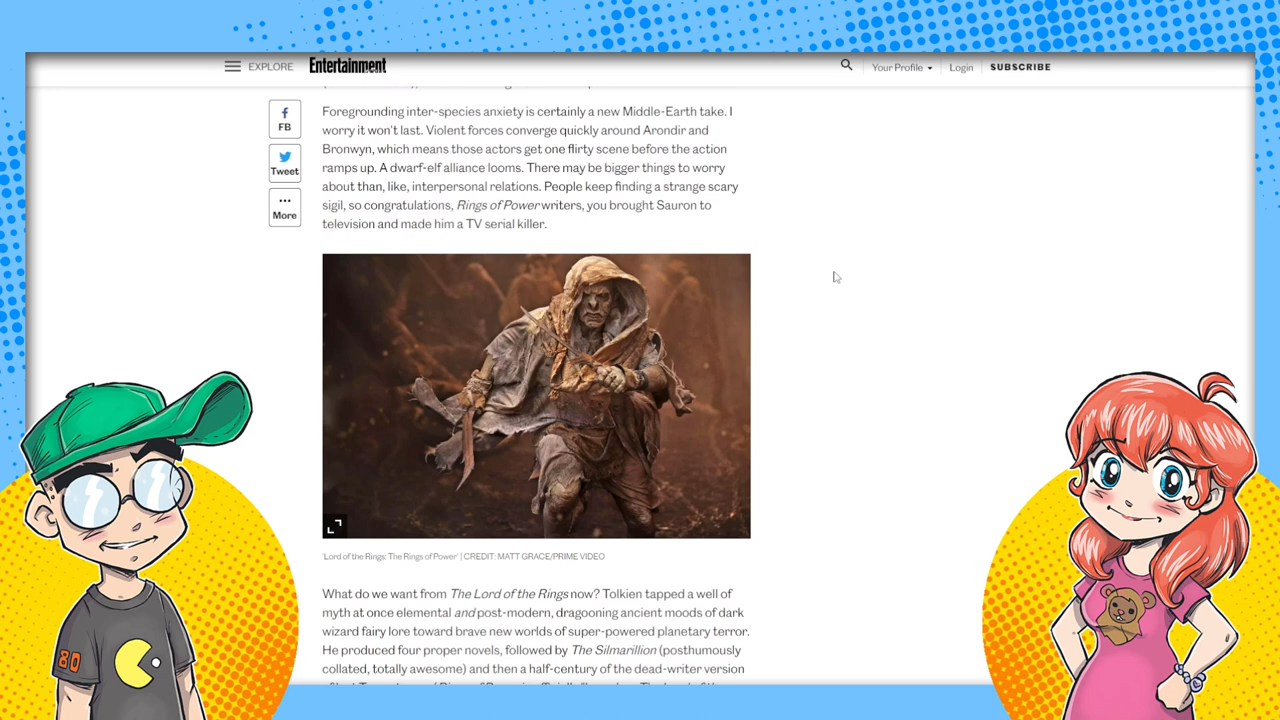 EXPLORE
Entertainment
Your Profile
Login
SUBSCRIBE
FB
Tweet
More
Foregrounding inter-species anxiety is certainly a new Middle-Earth take. I
worry it won't last. Violent forces converge quickly around Arondir and
Bronwyn, which means those actors get one flirty scene before the action
ramps up. A dwarf-elf alliance looms. There may be bigger things to worry
about than, like, interpersonal relations. People keep finding a strange scary
sigil, so congratulations, Rings of Power writers, you brought Sauron to
television and made him a TV serial killer.
'Lord of the Rings: The Rings of Power' | CREDIT: MATT GRACE/PRIME VIDEO
What do we want from The Lord of the Rings now? Tolkien tapped a well of
myth at once elemental and post-modern, dragooning ancient moods of dark
wizard fairy lore toward brave new worlds of super-powered planetary terror.
He produced four proper novels, followed by The Silmarillion (posthumously
collated, totally awesome) and then a half-century of the dead-writer version
80